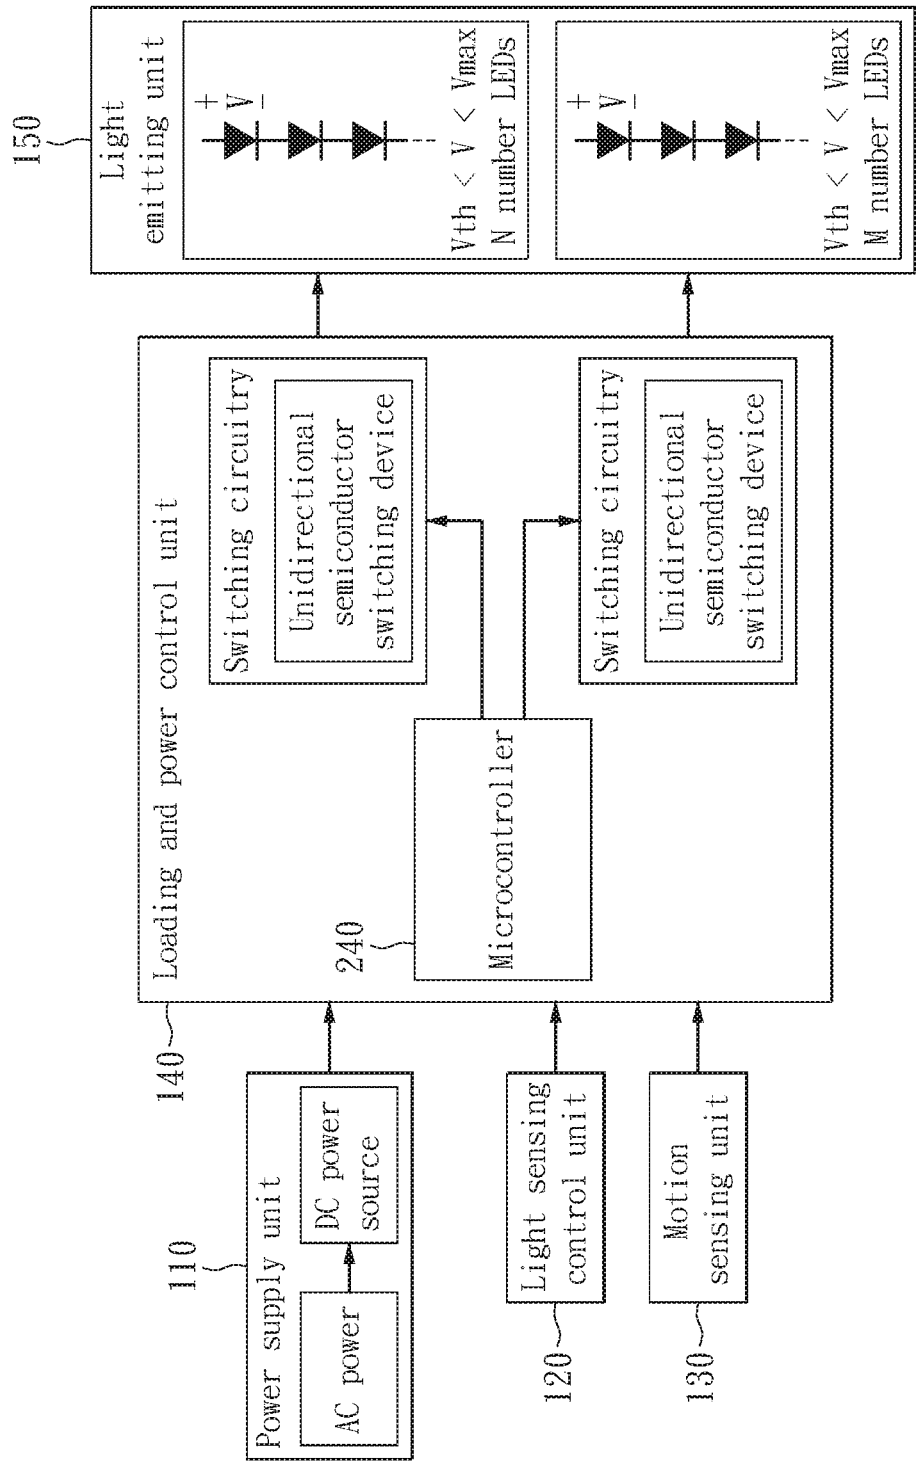 110
Power supply unit
AC power
DC power
source
120
Light sensing
control unit
130
Motion
sensing unit
140
Loading and power control unit
240
Microcontroller
Switching circuitry
Unidirectional
semiconductor
switching device
Switching circuitry
Unidirectional
semiconductor
switching device
150
Light
emitting unit
+
V
−
Vth < V < Vmax
N number LEDs
+
V
−
Vth < V < Vmax
M number LEDs